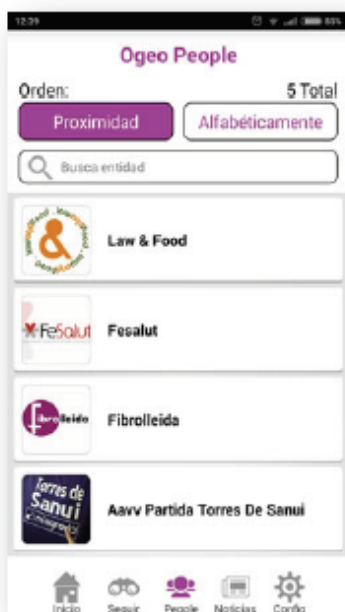 12:39 88%
Ogeo People
Orden: 5 Total
Proximidad Alfabéticamente
Busca entidad
Law & Food
FeSalut Fesalut
Fibrolleida Fibrolleida
Torres de
Sanui
Aavv Partida Torres De Sanui
Inicio Seguir People Noticias Config